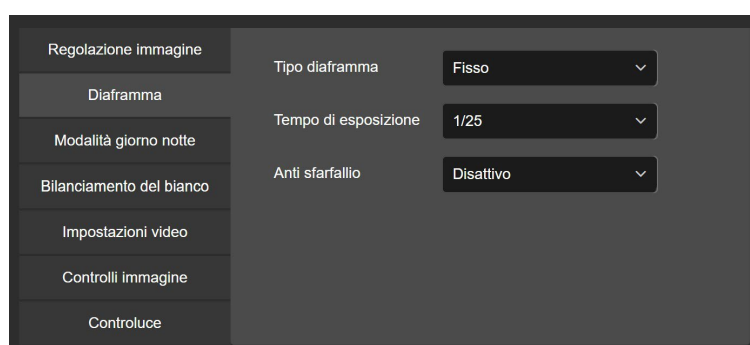 Regolazione immagine
Diaframma
Modalità giorno notte
Bilanciamento del bianco
Impostazioni video
Controlli immagine
Controluce
Tipo diaframma Fisso
Tempo di esposizione 1/25
Anti sfarfallio Disattivo